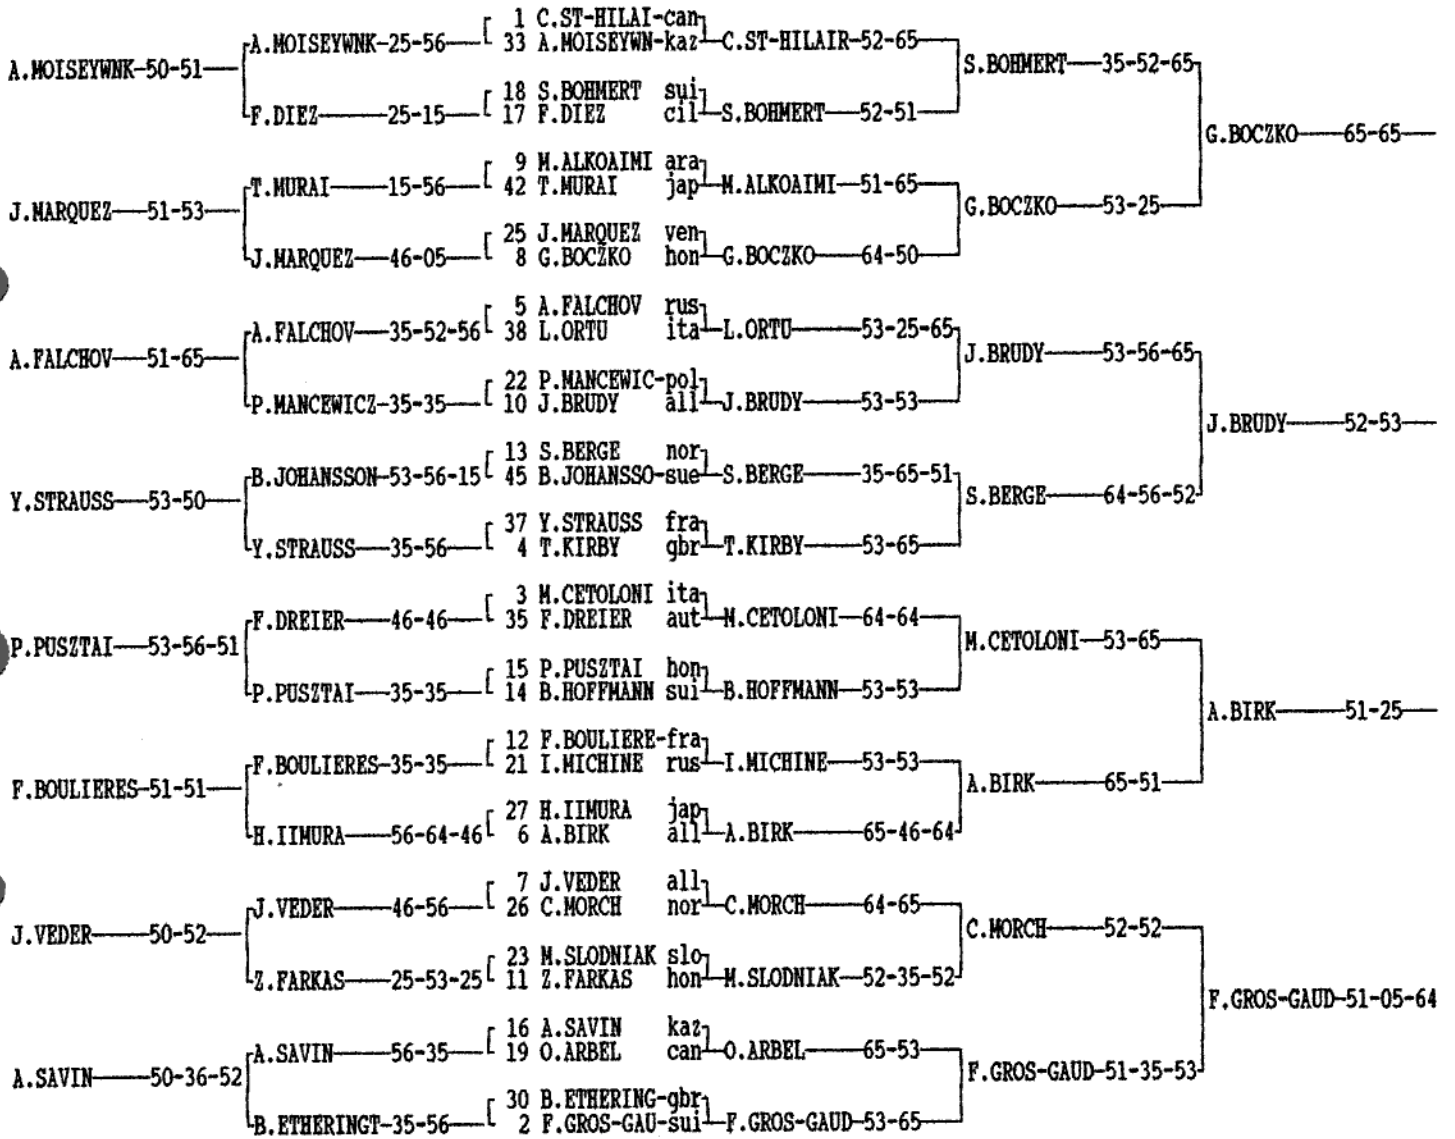 1 C.ST-HILAI-can
A.MOISEYWNK-25-56 33 A.MOISEYWN-kaz C.ST-HILAIR-52-65
A.MOISEYWNK-50-51 S.BOHMERT 35-52-65
18 S.BOHMERT sui
F.DIEZ 25-15 17 F.DIEZ cil S.BOHMERT 52-51
G.BOCZKO 65-65
9 M.ALKOAIMI ara
T.MURAI 15-56 42 T.MURAI jap M.ALKOAIMI 51-65
J.MARQUEZ 51-53 G.BOCZKO 53-25
25 J.MARQUEZ ven
J.MARQUEZ 46-05 8 G.BOCZKO hon G.BOCZKO 64-50
5 A.FALCHOV rus
A.FALCHOV 35-52-56 38 L.ORTU ita L.ORTU 53-25-65
A.FALCHOV 51-65 J.BRUDY 53-56-65
22 P.MANCEWIC-pol
P.MANCEWICZ-35-35 10 J.BRUDY all J.BRUDY 53-53
J.BRUDY 52-53
13 S.BERGE nor
B.JOHANSSON-53-56-15 45 B.JOHANSSO-sue S.BERGE 35-65-51
Y.STRAUSS 53-50 S.BERGE 64-56-52
37 Y.STRAUSS fra
Y.STRAUSS 35-56 4 T.KIRBY gbr T.KIRBY 53-65
3 M.CETOLONI ita
F.DREIER 46-46 35 F.DREIER aut M.CETOLONI 64-64
P.PUSZTAI 53-56-51 M.CETOLONI 53-65
15 P.PUSZTAI hon
P.PUSZTAI 35-35 14 B.HOFFMANN sui B.HOFFMANN 53-53
A.BIRK 51-25
12 F.BOULIERE-fra
F.BOULIERES-35-35 21 I.MICHINE rus I.MICHINE 53-53
F.BOULIERES-51-51 A.BIRK 65-51
27 H.IIMURA jap
H.IIMURA 56-64-46 6 A.BIRK all A.BIRK 65-46-64
7 J.VEDER all
J.VEDER 46-56 26 C.MORCH nor C.MORCH 64-65
J.VEDER 50-52 C.MORCH 52-52
23 M.SLODNIAK slo
Z.FARKAS 25-53-25 11 Z.FARKAS hon M.SLODNIAK 52-35-52
F.GROS-GAUD-51-05-64
16 A.SAVIN kaz
A.SAVIN 56-35 19 O.ARBEL can O.ARBEL 65-53
A.SAVIN 50-36-52 F.GROS-GAUD-51-35-53
30 B.ETHERING-gbr
B.ETHERINGT-35-56 2 F.GROS-GAU-sui F.GROS-GAUD-53-65